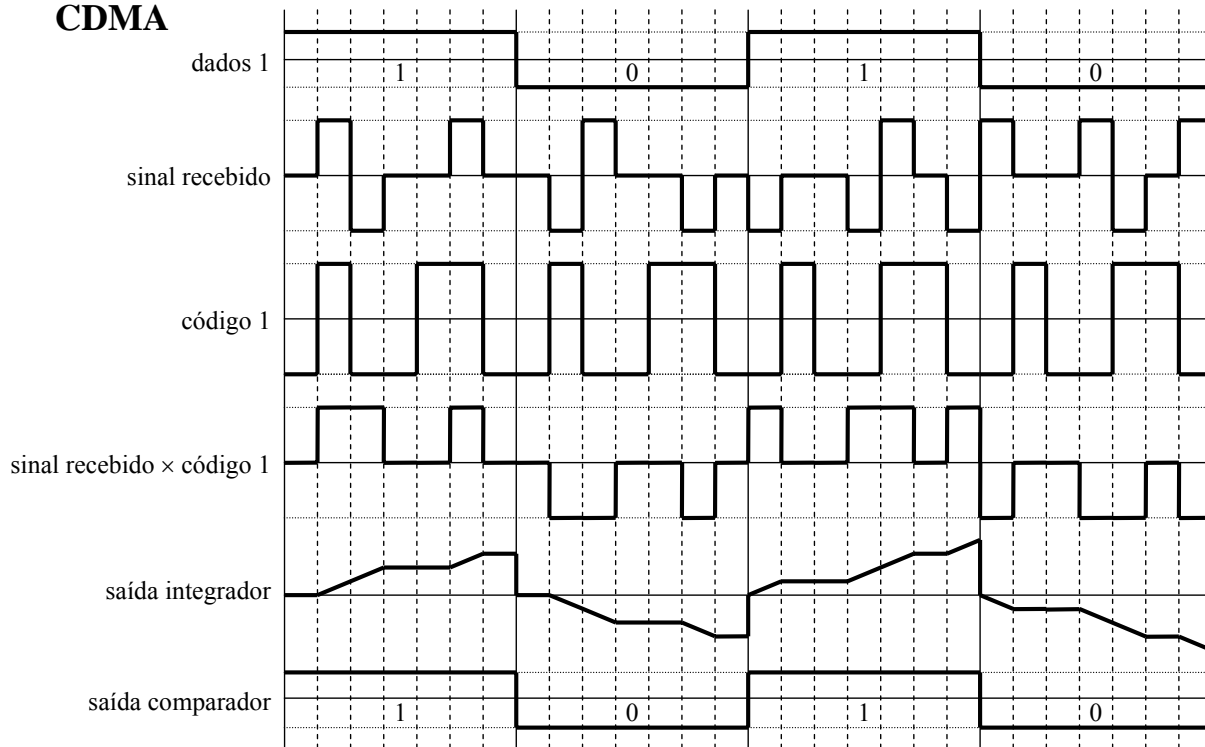 CDMA
dados 1
1 0 1 0
sinal recebido
código 1
sinal recebido × código 1
saída integrador
saída comparador
1 0 1 0